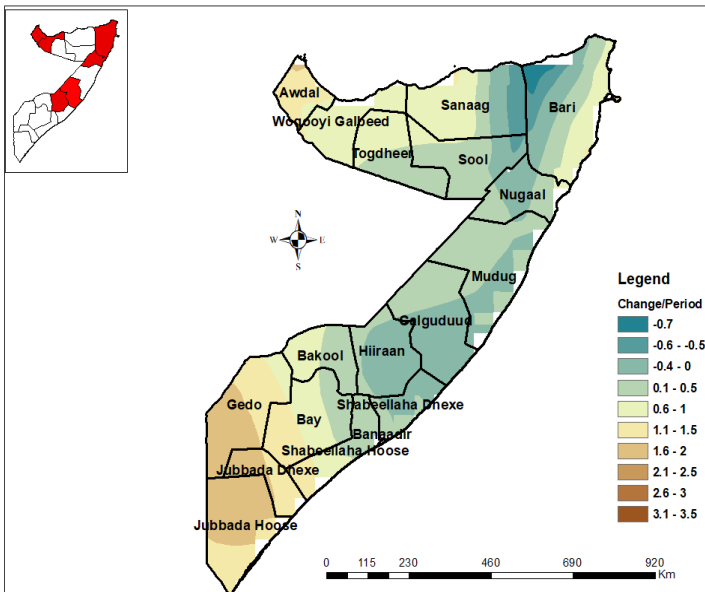 Awdal
Woqooyi Galbeed
Togdheer
Sanaag
Sool
Bari
Nugaal
N
W
E
S
Mudug
Galguduud
Hiiraan
Bakool
Gedo
Bay
Shabeellaha Dhexe
Banaadir
Shabeellaha Hoose
Jubbada Dhexe
Jubbada Hoose
Legend
Change/Period
-0.7
-0.6 - -0.5
-0.4 - 0
0.1 - 0.5
0.6 - 1
1.1 - 1.5
1.6 - 2
2.1 - 2.5
2.6 - 3
3.1 - 3.5
0 115 230 460 690 920
Km